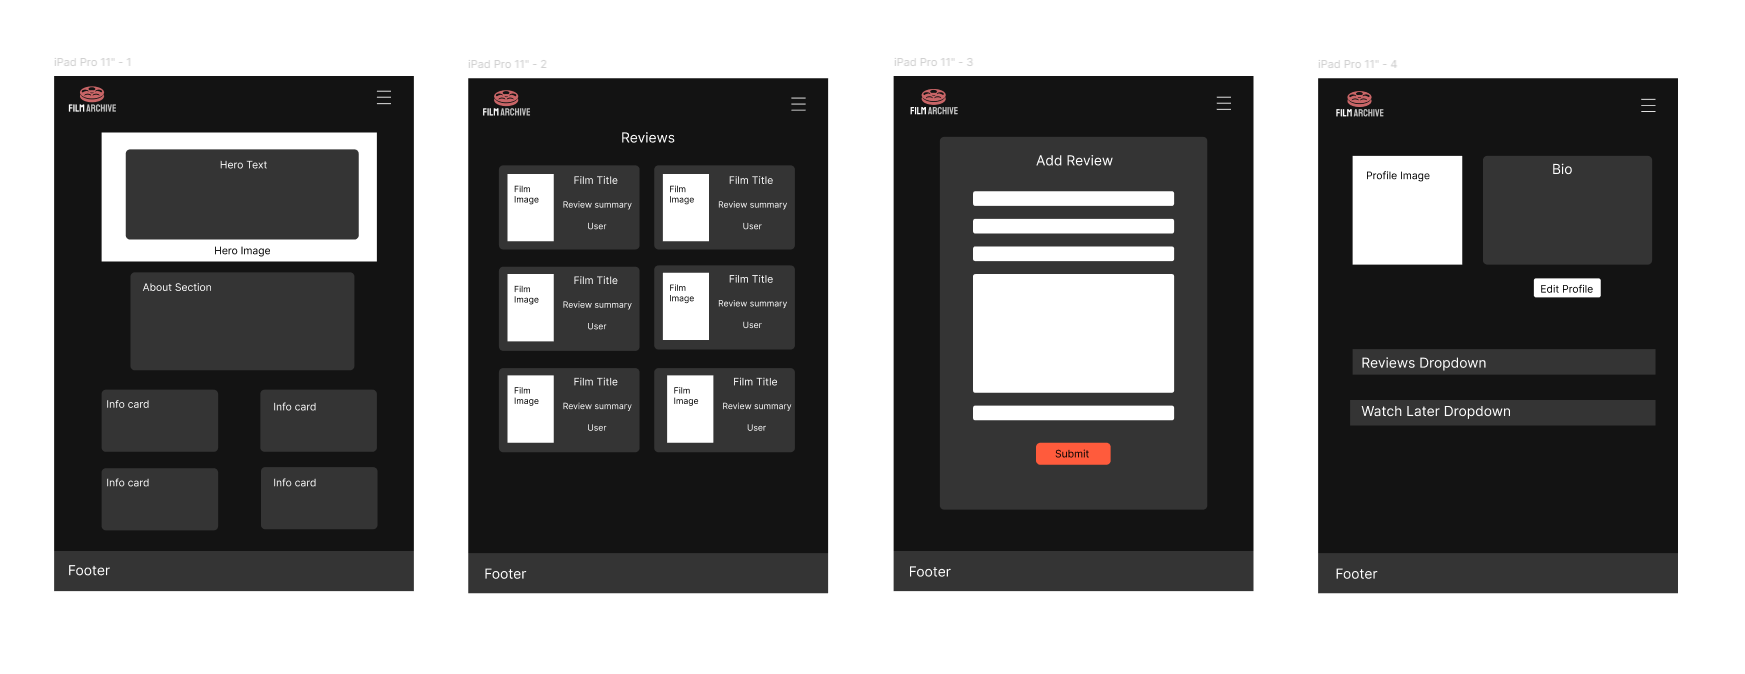 iPad Pro 11" - 1
FILM ARCHIVE
Hero Text
Hero Image
About Section
Info card
Info card
Info card
Info card
Footer
iPad Pro 11" - 2
FILM ARCHIVE
Reviews
Film
Image
Film Title
Review summary
User
Film
Image
Film Title
Review summary
User
Film
Image
Film Title
Review summary
User
Film
Image
Film Title
Review summary
User
Film
Image
Film Title
Review summary
User
Film
Image
Film Title
Review summary
User
Footer
iPad Pro 11" - 3
FILM ARCHIVE
Add Review
Submit
Footer
iPad Pro 11" - 4
FILM ARCHIVE
Profile Image
Bio
Edit Profile
Reviews Dropdown
Watch Later Dropdown
Footer